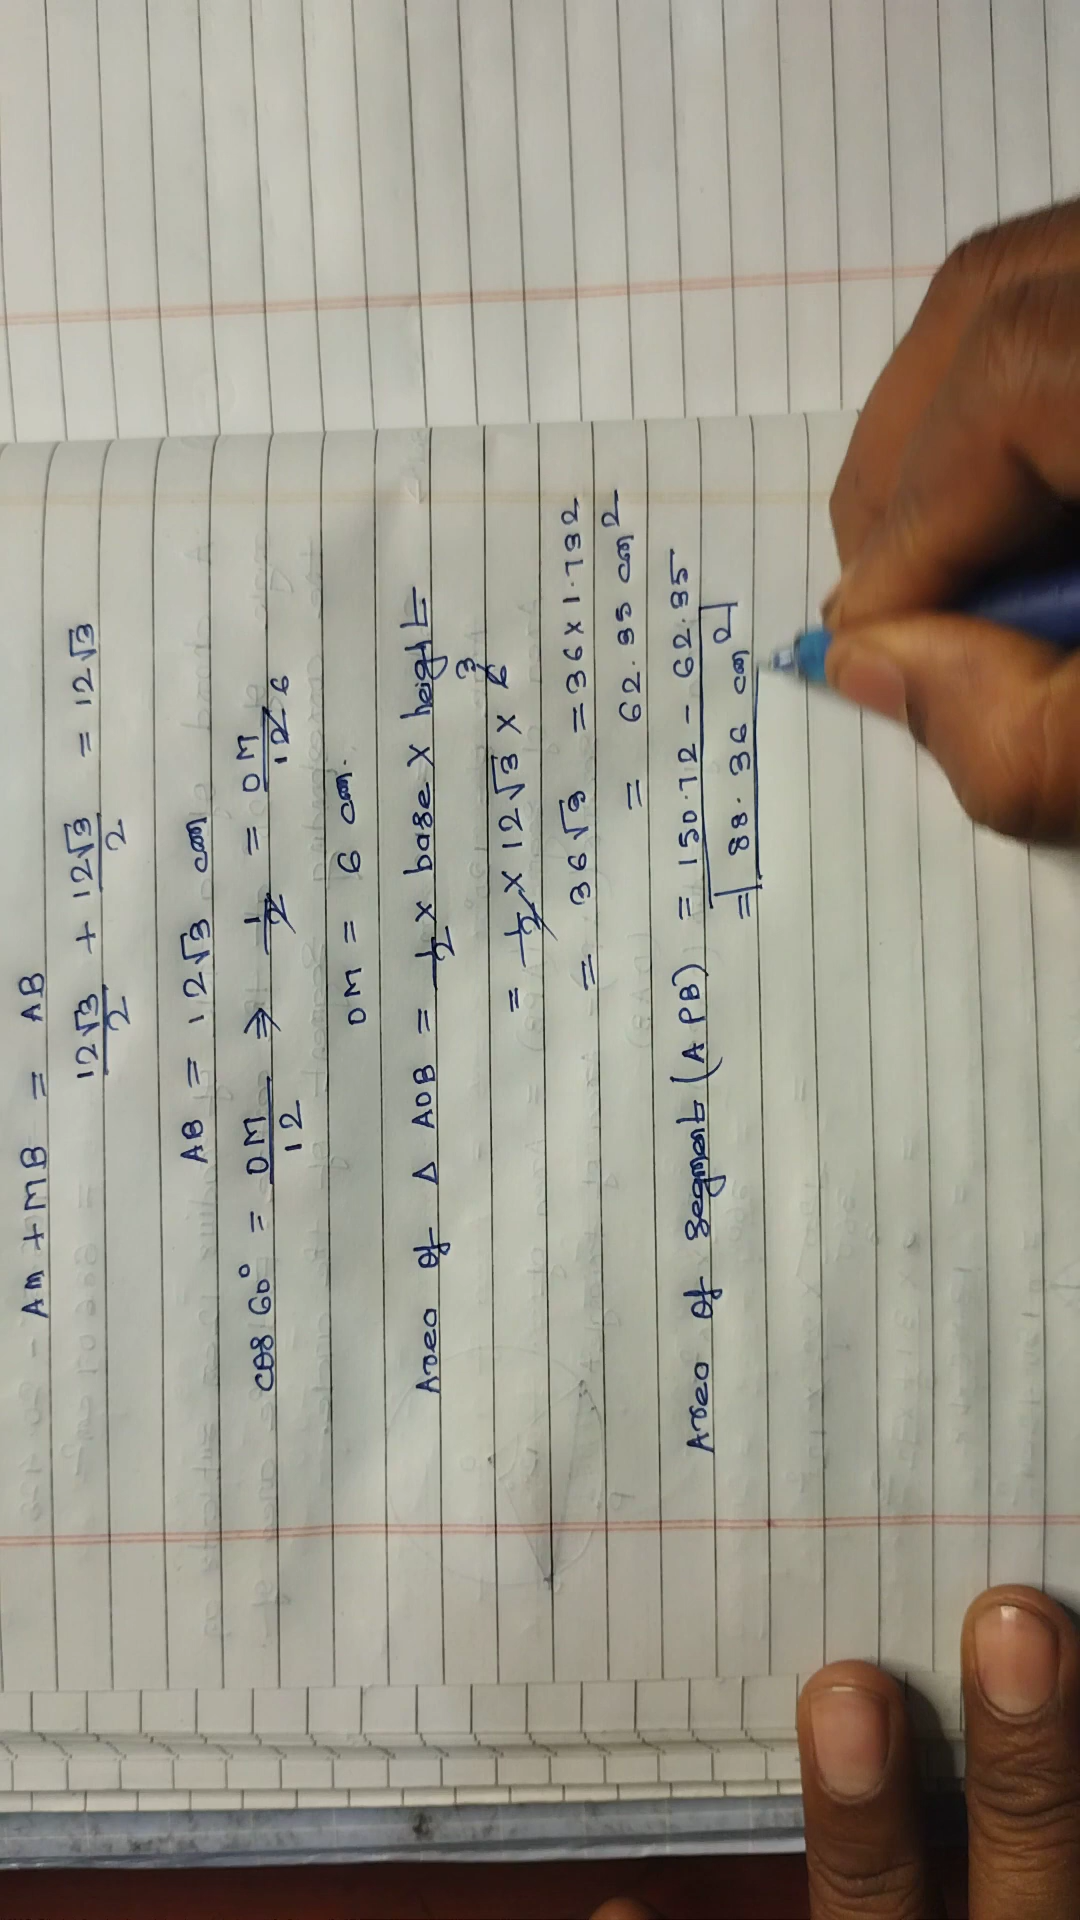 Am + MB = AB
12√3/2 + 12√3/2 = 12√3
AB = 12√3 cm
cos 60° = OM/12 ⇒ 1/2 = OM/12 6
OM = 6 cm.
Area of Δ AOB = 1/2 × base × height
= 1/2 × 12√3 × 6 3
= 36√3 = 36 × 1.732
= 62.35 cm²
Area of segment (APB) = 150.72 - 62.35
= 88.36 cm²